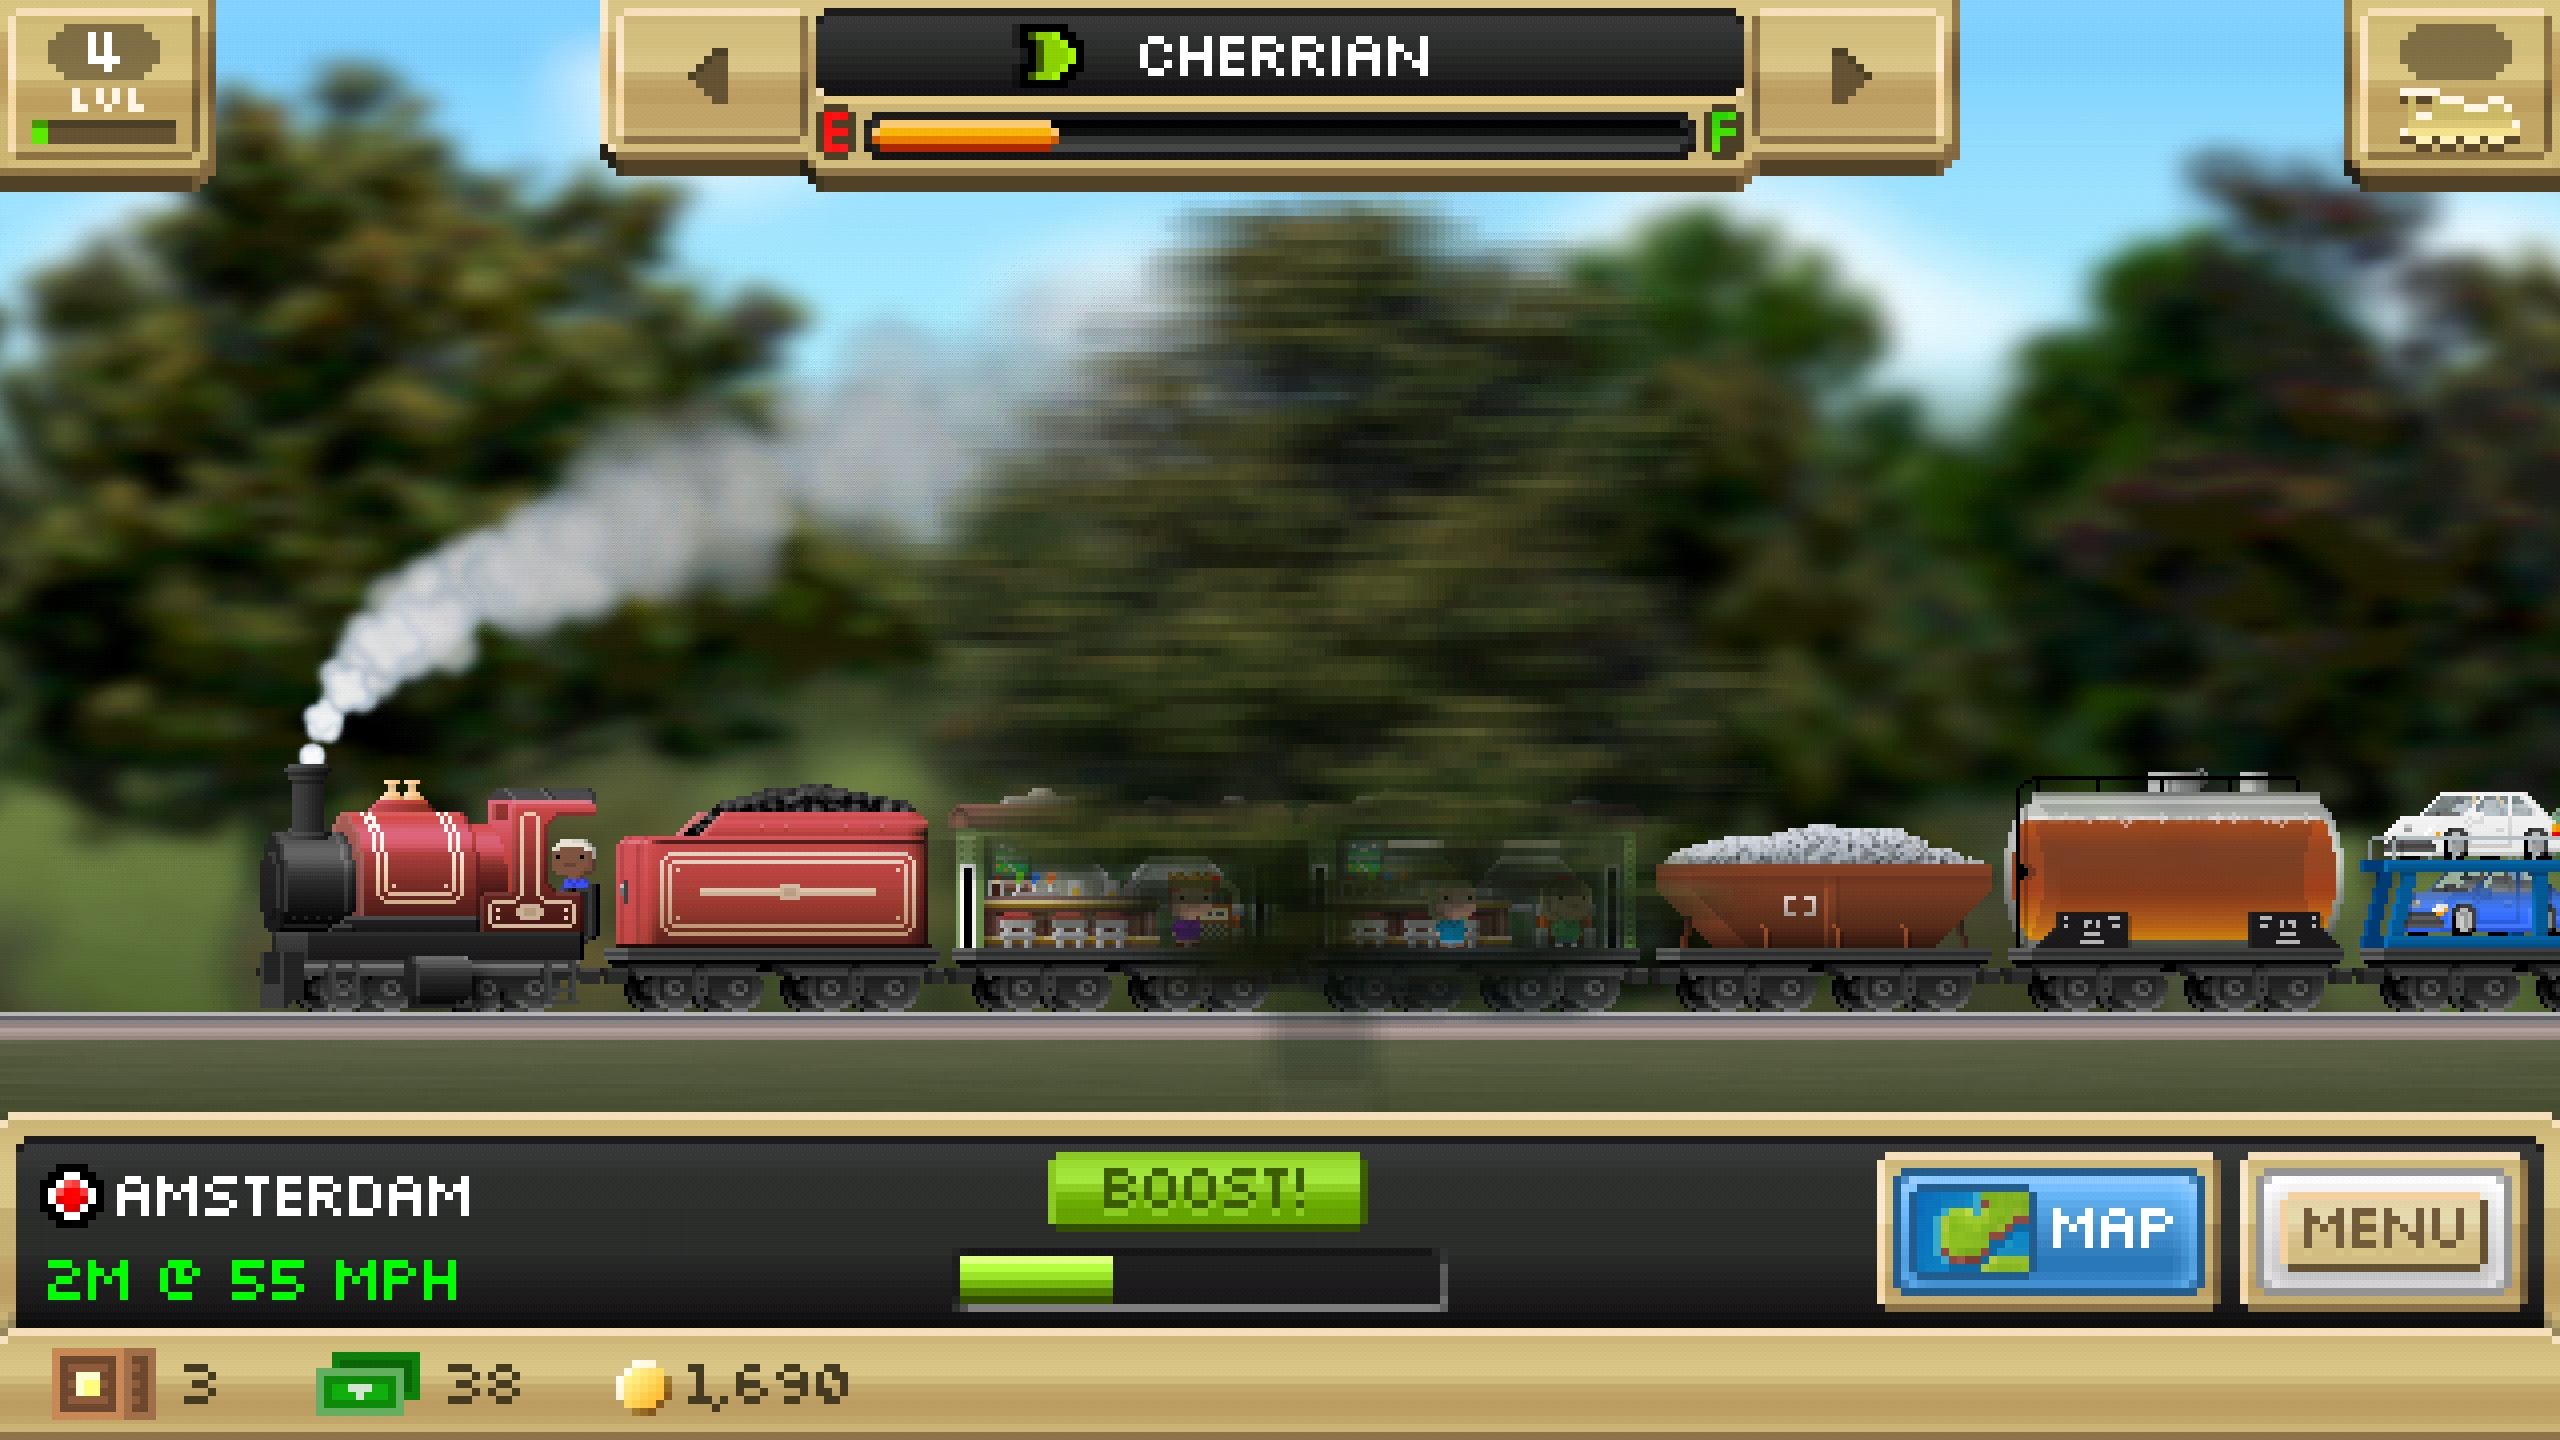 4
LVL
CHERRIAN
E F
AMSTERDAM
2M @ 55 MPH
BOOST!
MAP
MENU
3 38 1,690